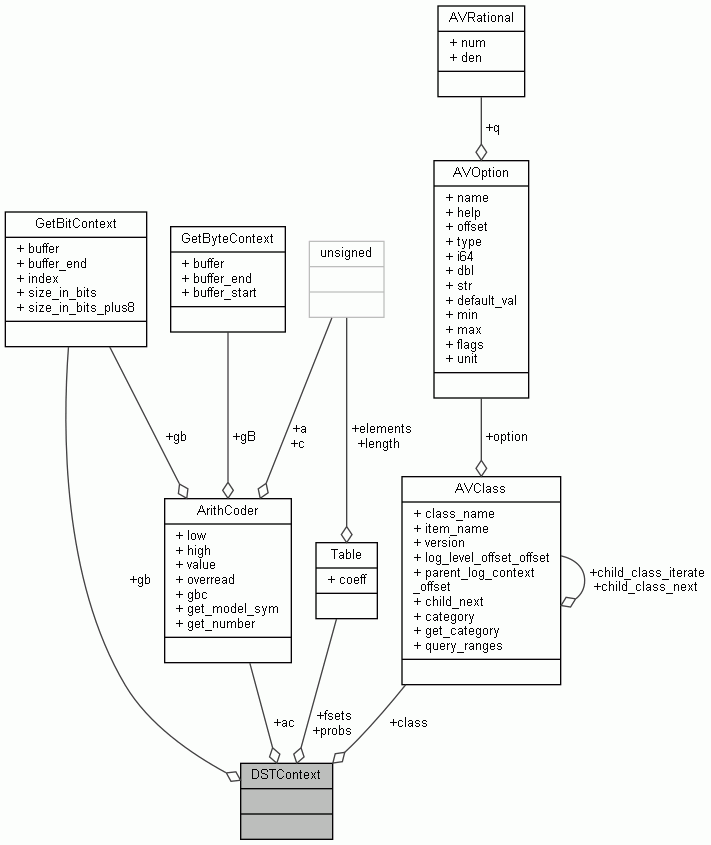 AVRational
+ num
+ den
+q
AVOption
+ name
+ help
+ offset
+ type
+ i64
+ dbl
+ str
+ default_val
+ min
+ max
+ flags
+ unit
GetBitContext
+ buffer
+ buffer_end
+ index
+ size_in_bits
+ size_in_bits_plus8
GetByteContext
+ buffer
+ buffer_end
+ buffer_start
unsigned
+gb
+gB
+a
+c
+elements
+length
+option
ArithCoder
+ low
+ high
+ value
+ overread
+ gbc
+ get_model_sym
+ get_number
Table
+ coeff
AVClass
+ class_name
+ item_name
+ version
+ log_level_offset_offset
+ parent_log_context
_offset
+ child_next
+ category
+ get_category
+ query_ranges
+child_class_iterate
+child_class_next
+gb
+ac
+fsets
+probs
+class
DSTContext